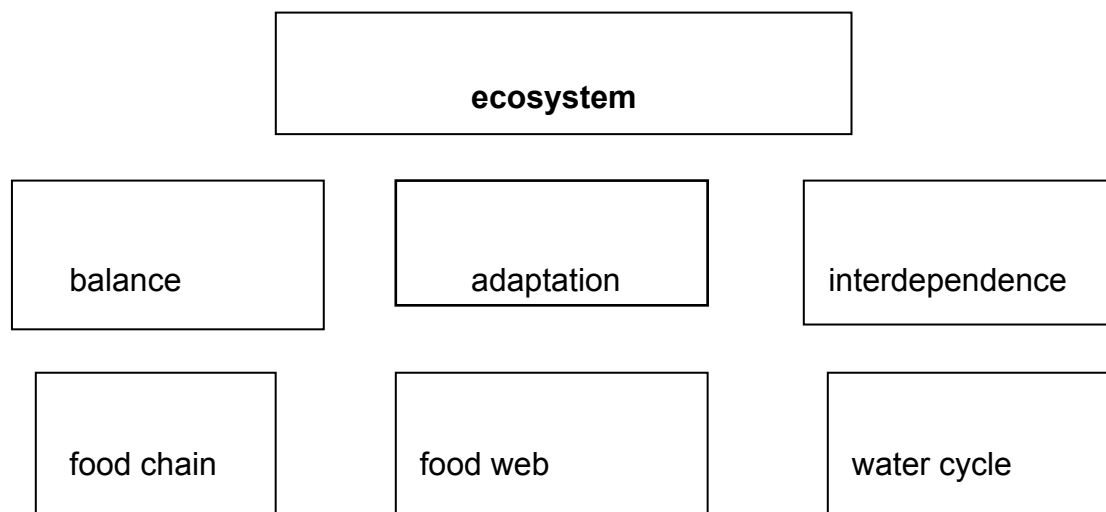 ecosystem
balance adaptation interdependence
food chain food web water cycle